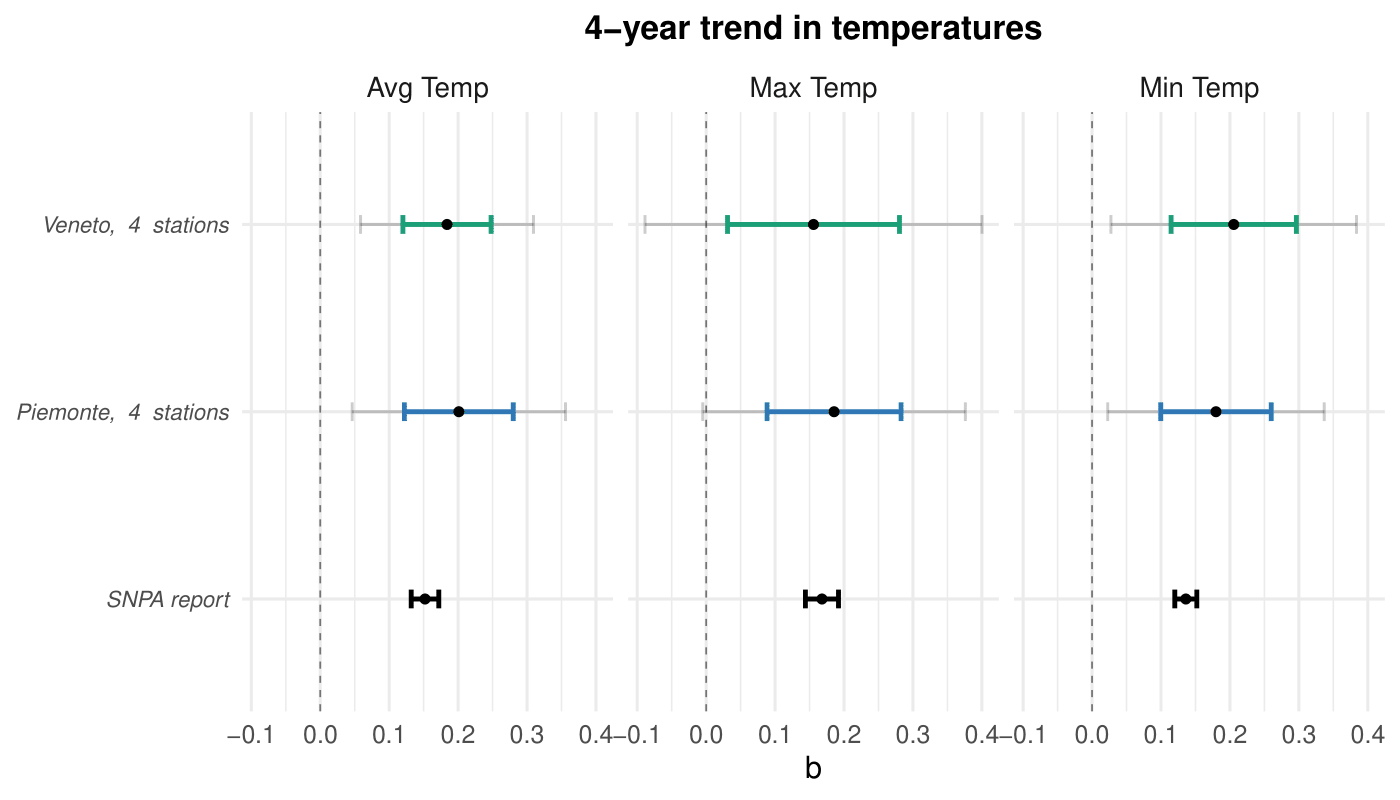 4−year trend in temperatures
Avg Temp Max Temp Min Temp
Veneto, 4 stations
Piemonte, 4 stations
SNPA report
−0.1 0.0 0.1 0.2 0.3 0.4 −0.1 0.0 0.1 0.2 0.3 0.4 −0.1 0.0 0.1 0.2 0.3 0.4
b